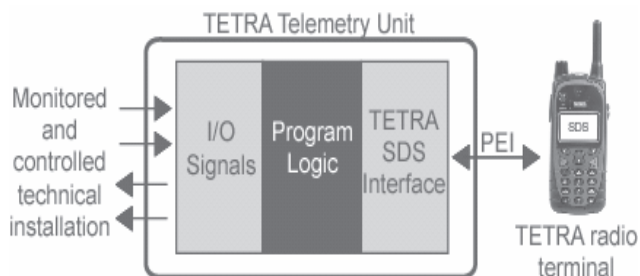 TETRA Telemetry Unit
Monitored
and
controlled
technical
installation
I/O
Signals
Program
Logic
TETRA
SDS
Interface
PEI
SDS
TETRA radio
terminal